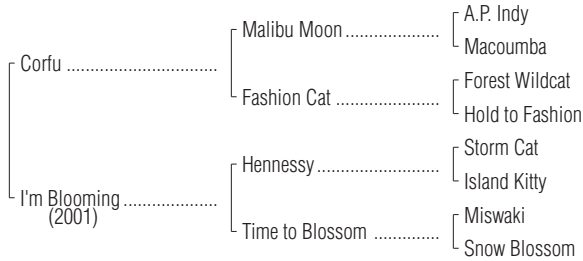 A.P. Indy
Malibu Moon ....................
Macoumba
Corfu ................................
Forest Wildcat
Fashion Cat ......................
Hold to Fashion
Storm Cat
Hennessy ..........................
Island Kitty
I'm Blooming ....................
(2001)
Miswaki
Time to Blossom ..............
Snow Blossom